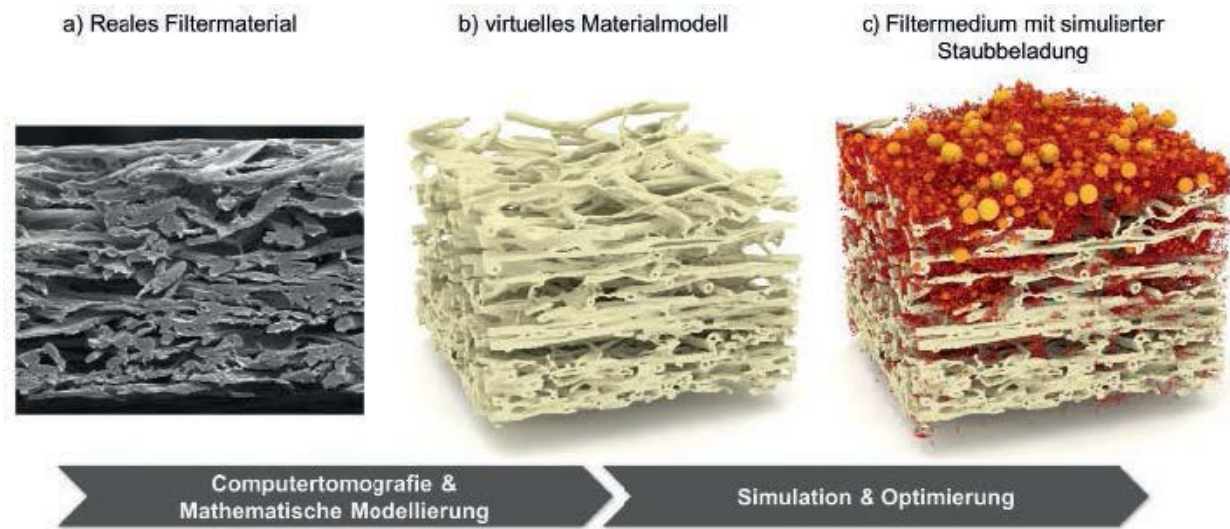 a) Reales Filtermaterial
b) virtuelles Materialmodell
c) Filtermedium mit simulierter
Staubbeladung
Computertomografie &
Mathematische Modellierung
Simulation & Optimierung